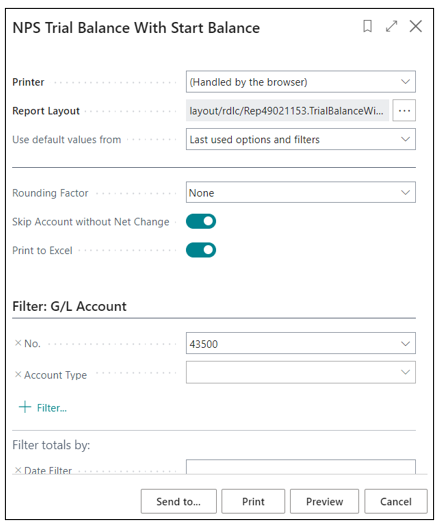 NPS Trial Balance With Start Balance
Printer
(Handled by the browser)
Report Layout
layout/rdlc/Rep49021153.TrialBalanceWi...
Use default values from
Last used options and filters
Rounding Factor
None
Skip Account without Net Change
Print to Excel
Filter: G/L Account
× No.
43500
× Account Type
+ Filter...
Filter totals by:
× Date Filter
Send to...
Print
Preview
Cancel